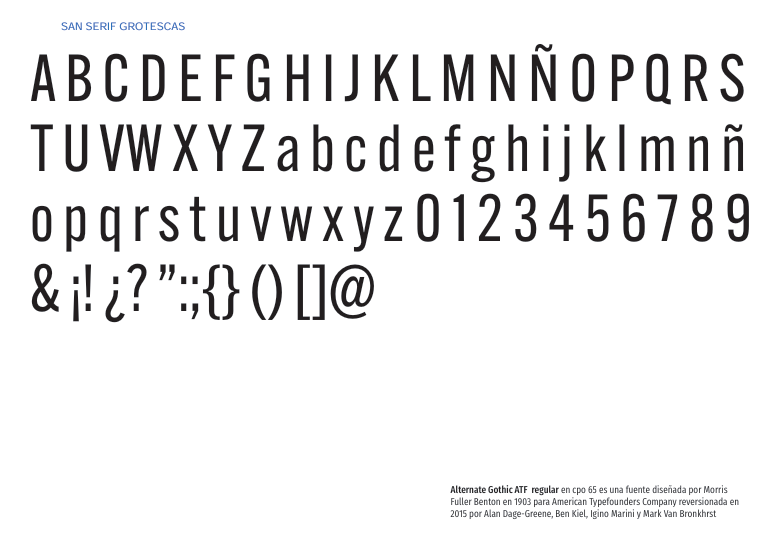 SAN SERIF GROTESCAS
A B C D E F G H I J K L M N Ñ O P Q R S
T U V W X Y Z a b c d e f g h i j k l m n ñ
o p q r s t u v w x y z 0 1 2 3 4 5 6 7 8 9
& ¡! ¿? ” :;{} () []@
Alternate Gothic ATF regular en cpo 65 es una fuente diseñada por Morris
Fuller Benton en 1903 para American Typefounders Company reversionada en
2015 por Alan Dage-Greene, Ben Kiel, Igino Marini y Mark Van Bronkhrst